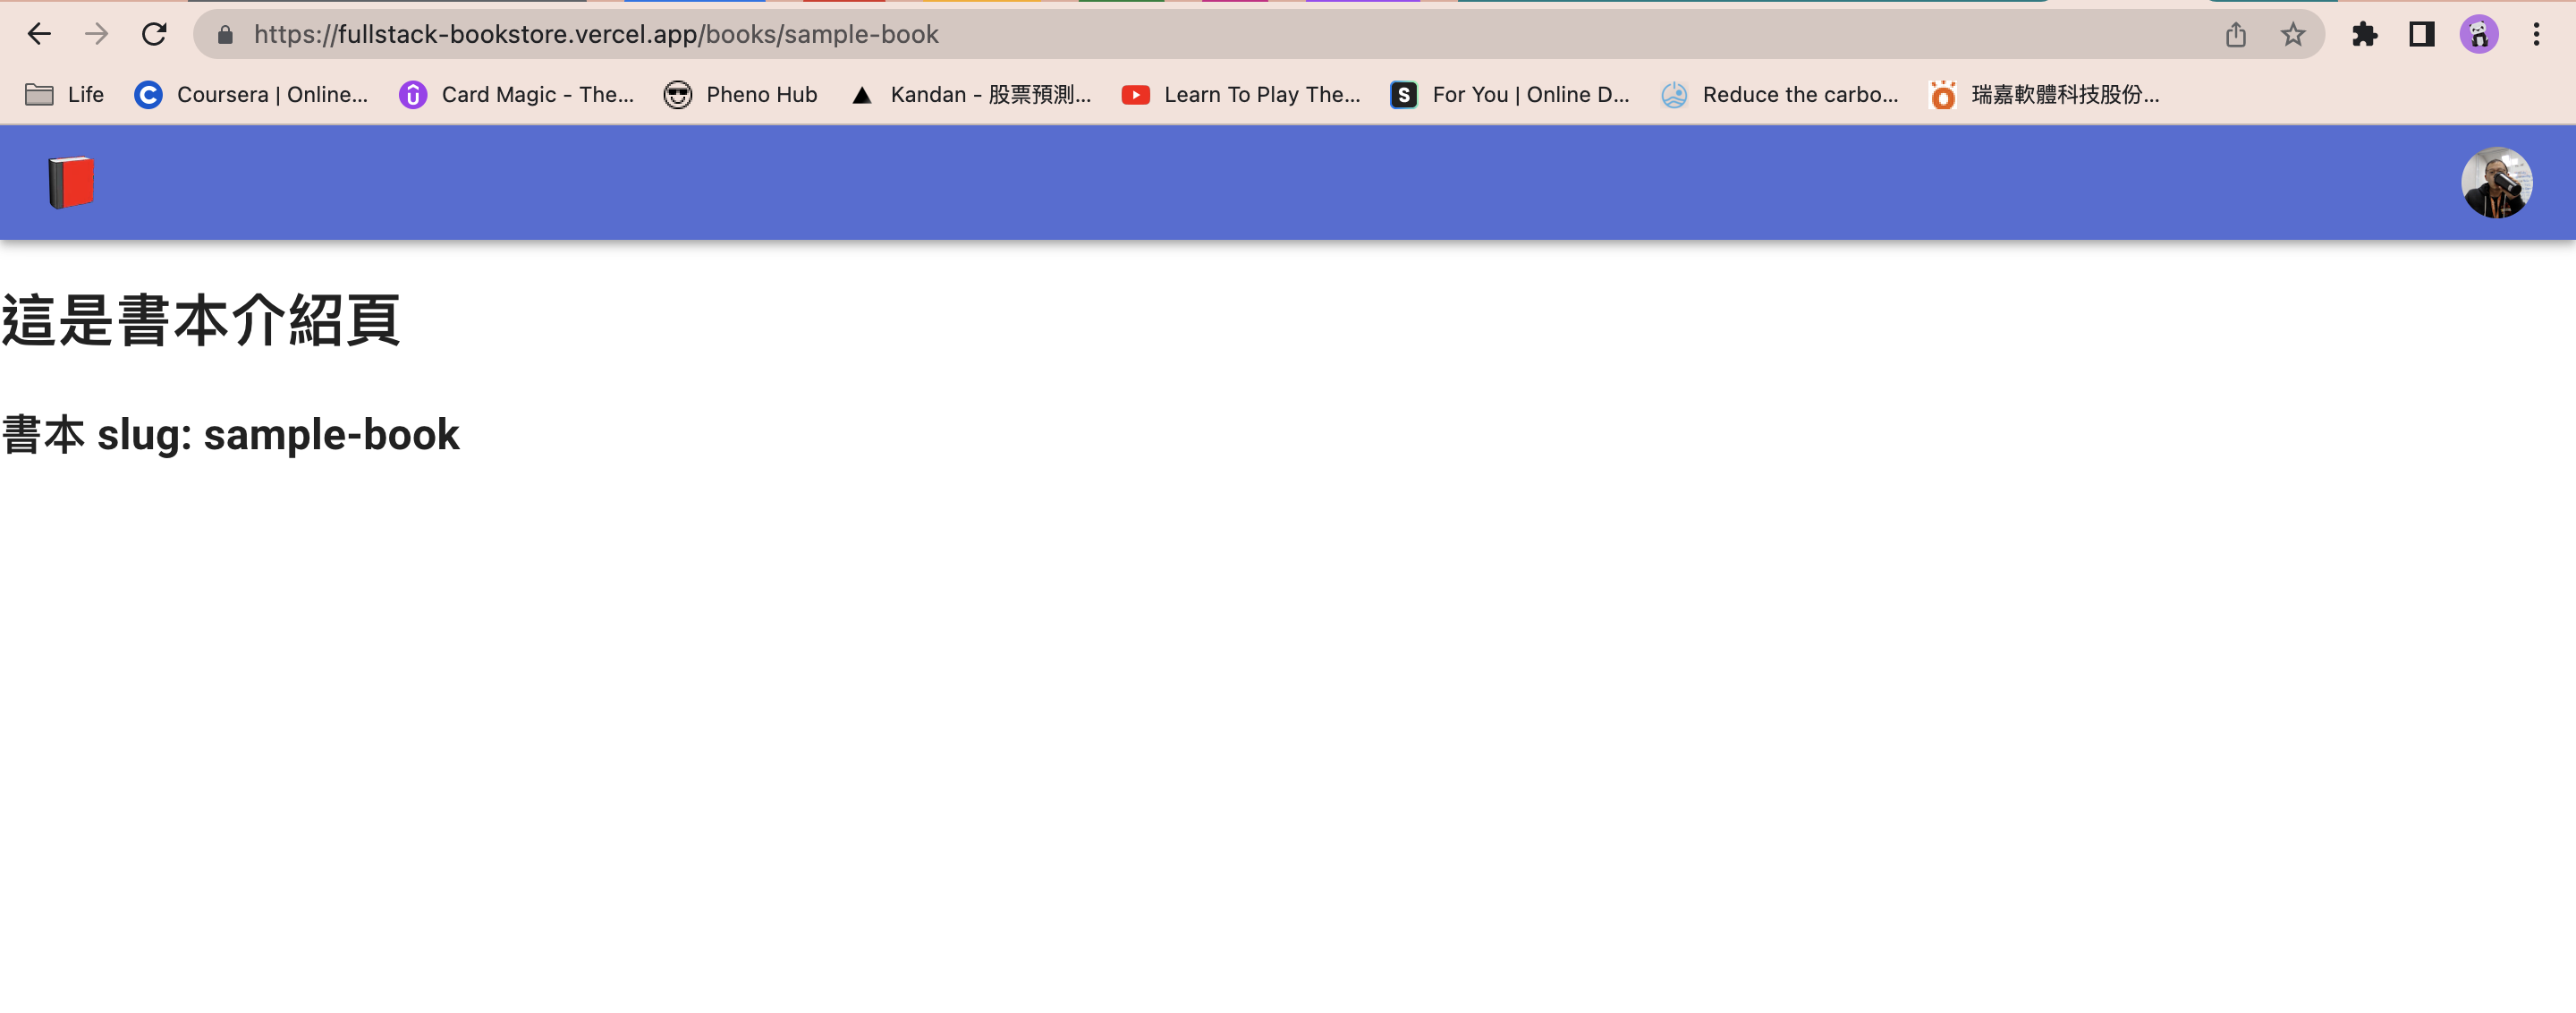 https://fullstack-bookstore.vercel.app/books/sample-book
Life Coursera | Online... Card Magic - The... Pheno Hub Kandan - 股票預測... Learn To Play The... S For You | Online D... Reduce the carbo... 瑞嘉軟體科技股份...
這是書本介紹頁
書本 slug: sample-book